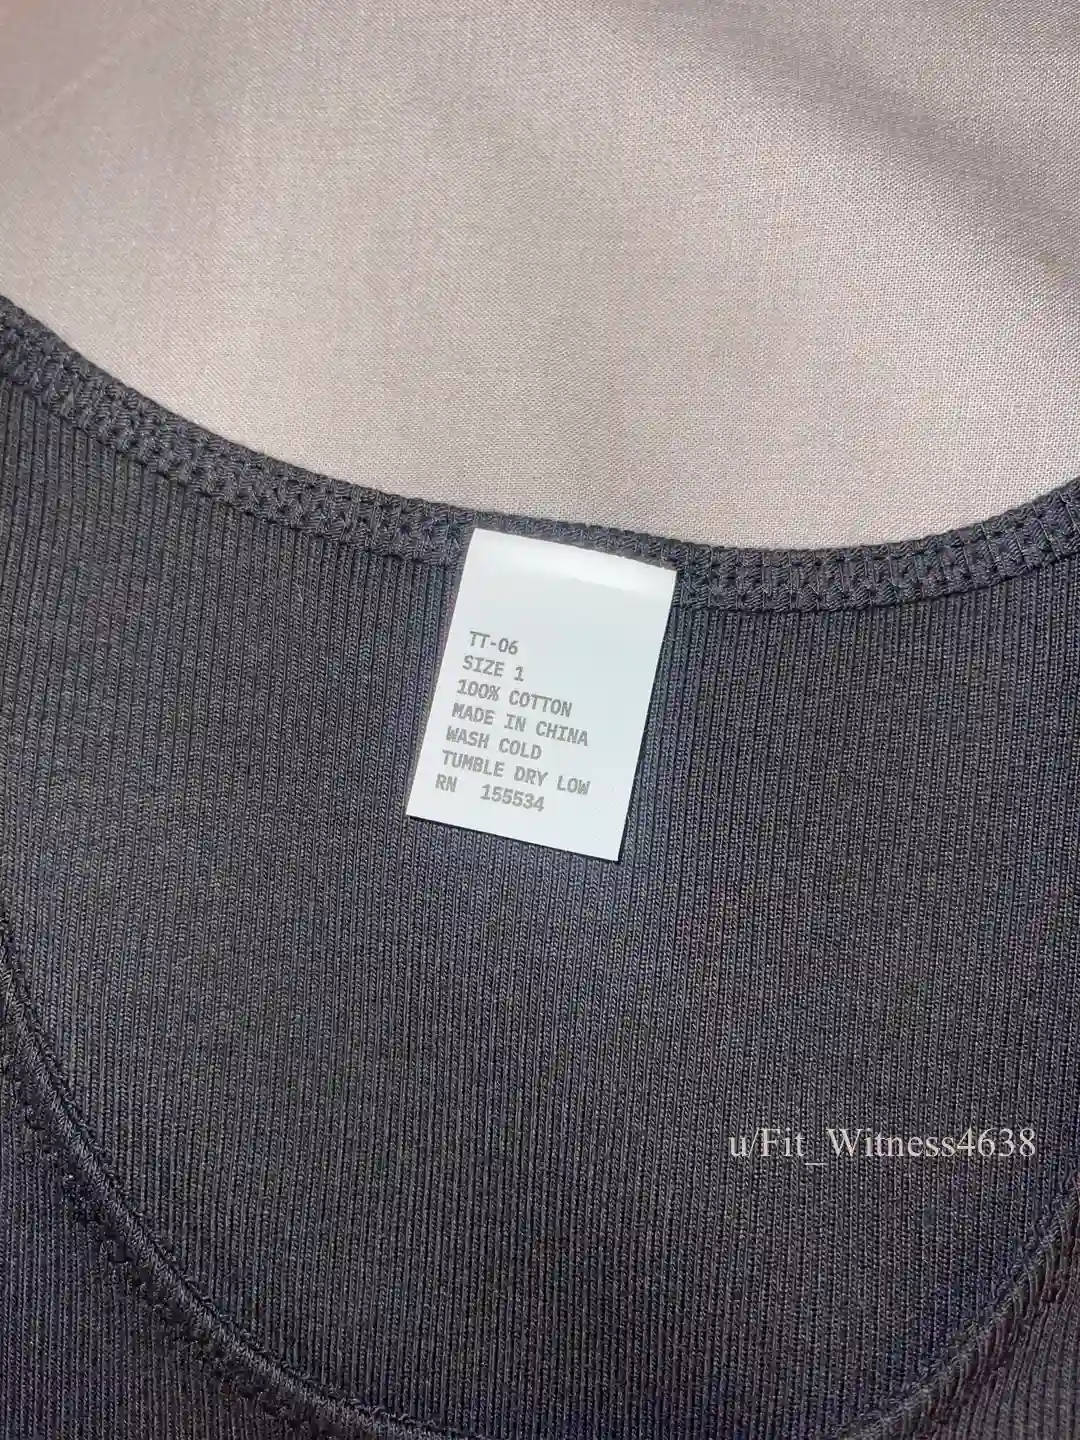 TT-06
SIZE 1
100% COTTON
MADE IN CHINA
WASH COLD
TUMBLE DRY LOW
RN 155534
u/Fit_Witness4638